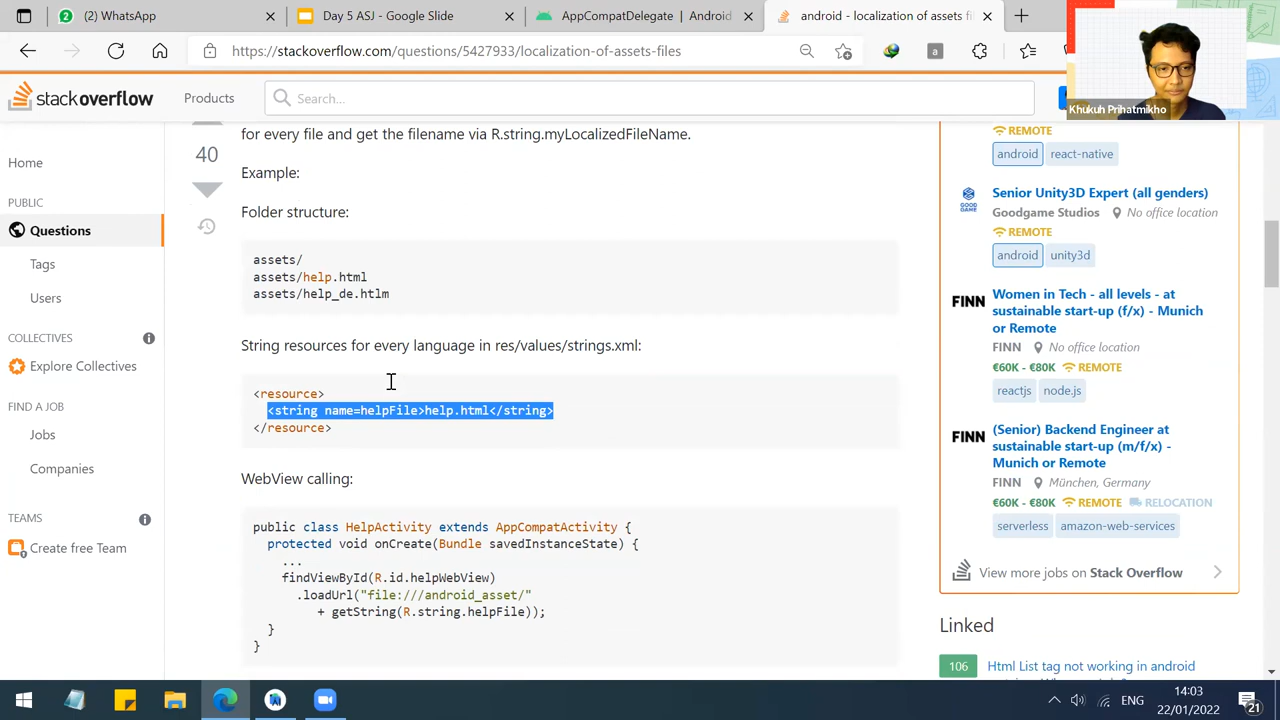 (2) WhatsApp
Day 5 ASJ - Google Slide
AppCompatDelegate | Android
android - localization of assets fi
https://stackoverflow.com/questions/5427933/localization-of-assets-files
a
stackoverflow
Products
Search...
Khukuh Prihatmikho
Home
PUBLIC
Questions
Tags
Users
COLLECTIVES
Explore Collectives
FIND A JOB
Jobs
Companies
TEAMS
Create free Team
40
for every file and get the filename via R.string.myLocalizedFileName.
Example:
Folder structure:
assets/
assets/help.html
assets/help_de.htlm
String resources for every language in res/values/strings.xml:
<resource>
<string name=helpFile>help.html</string>
</resource>
WebView calling:
public class HelpActivity extends AppCompatActivity {
protected void onCreate(Bundle savedInstanceState) {
...
findViewById(R.id.helpWebView)
.loadUrl("file:///android_asset/"
+ getString(R.string.helpFile));
}
}
REMOTE
android react-native
Senior Unity3D Expert (all genders)
GOOD
GAME
Goodgame Studios No office location
REMOTE
android unity3d
FINN
Women in Tech - all levels - at
sustainable start-up (f/x) - Munich
or Remote
FINN No office location
€60K - €80K REMOTE
reactjs node.js
FINN
(Senior) Backend Engineer at
sustainable start-up (m/f/x) -
Munich or Remote
FINN München, Germany
€60K - €80K REMOTE RELOCATION
serverless amazon-web-services
View more jobs on Stack Overflow
Linked
106
Html List tag not working in android
ENG
14:03
22/01/2022
21